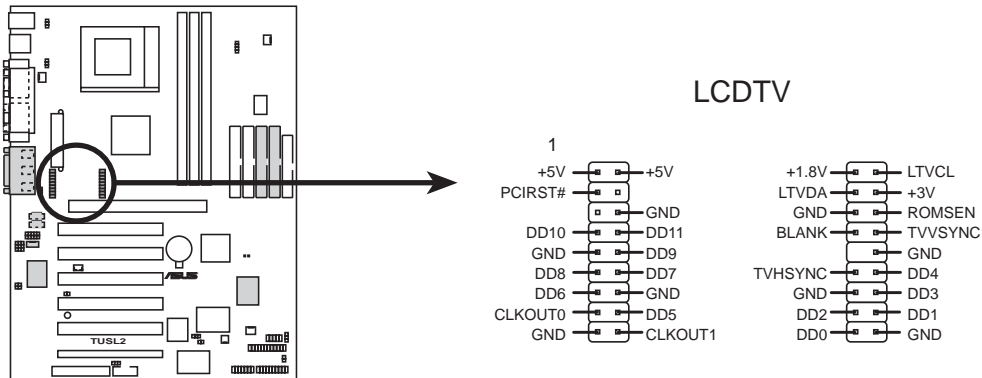 LCDTV
1
+5V +5V
PCIRST#
GND
DD10 DD11
GND DD9
DD8 DD7
DD6 GND
CLKOUT0 DD5
GND CLKOUT1
+1.8V LTVCL
LTVDA +3V
GND ROMSEN
BLANK TVVSYNC
GND
TVHSYNC DD4
GND DD3
DD2 DD1
DD0 GND
ASUS
TUSL2